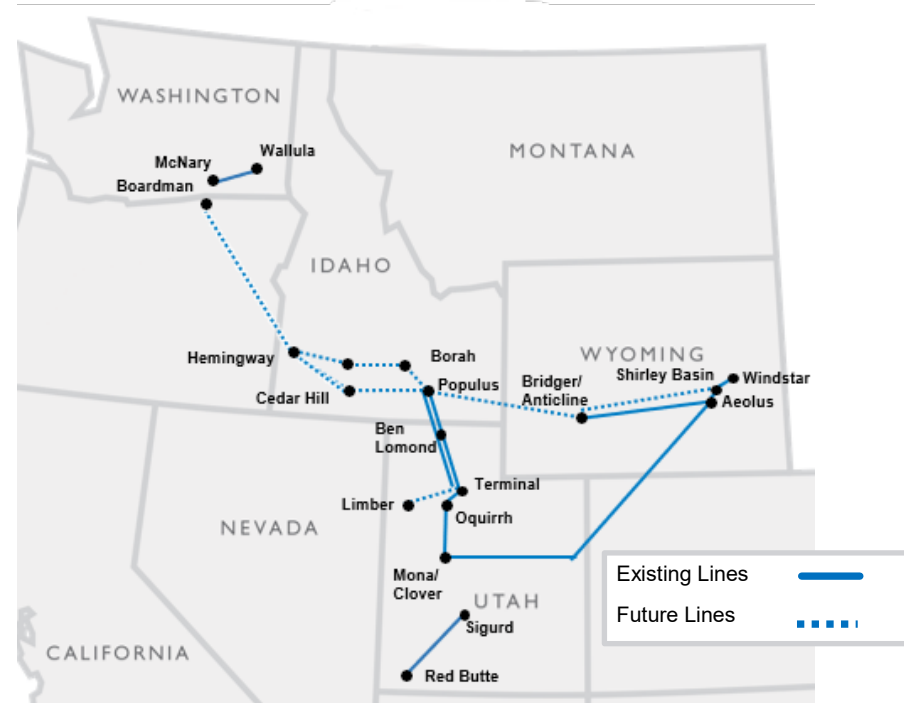 WASHINGTON
Wallula
McNary
Boardman
MONTANA
IDAHO
Hemingway
Borah
WYOMING
Cedar Hill
Populus
Bridger/
Anticline
Shirley Basin
Windstar
Aeolus
Ben
Lomond
Terminal
Limber
Oquirrh
NEVADA
Mona/
Clover
UTAH
Sigurd
Red Butte
CALIFORNIA
Existing Lines
Future Lines